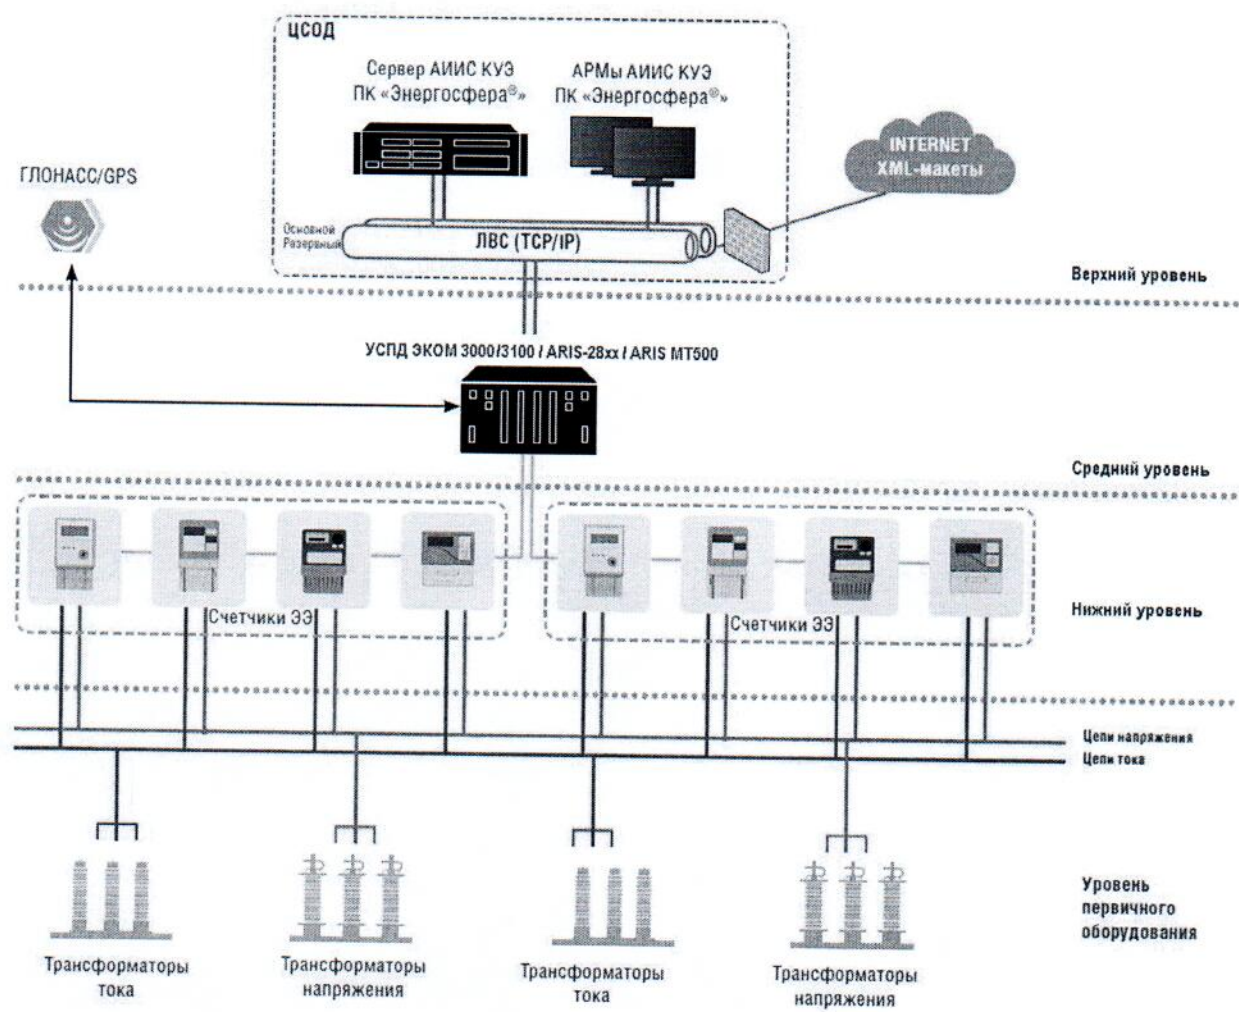 ЦСОД
Сервер АИИС КУЭ
ПК «Энергосфера®»
АРМы АИИС КУЭ
ПК «Энергосфера®»
INTERNET
XML-макеты
ГЛОНАСС/GPS
Основной
Резервный
ЛВС (TCP/IP)
Верхний уровень
УСПД ЭКОМ 3000/3100 / ARIS-28xx / ARIS MT500
Средний уровень
Счетчики ЭЭ
Счетчики ЭЭ
Нижний уровень
Цепи напряжения
Цепи тока
Уровень
первичного
оборудования
Трансформаторы
тока
Трансформаторы
напряжения
Трансформаторы
тока
Трансформаторы
напряжения